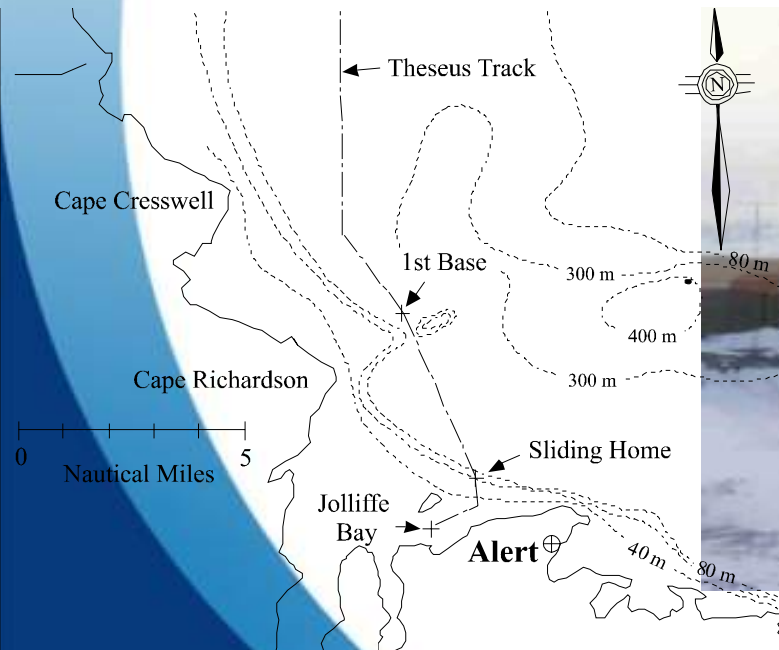 Theseus Track
N
Cape Cresswell
1st Base
80 m
300 m
400 m
Cape Richardson
300 m
0 5
Nautical Miles
Sliding Home
Jolliffe
Bay
Alert
40 m
80 m